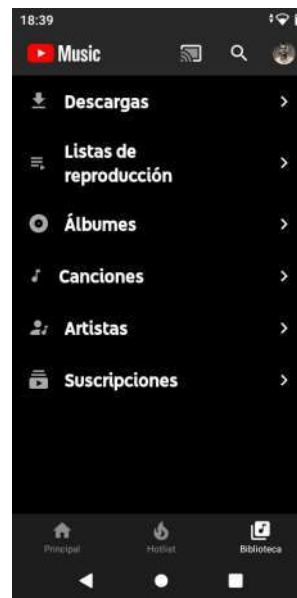 18:39
Music
Descargas
Listas de
reproducción
Álbumes
Canciones
Artistas
Suscripciones
Principal
Hotlist
Biblioteca